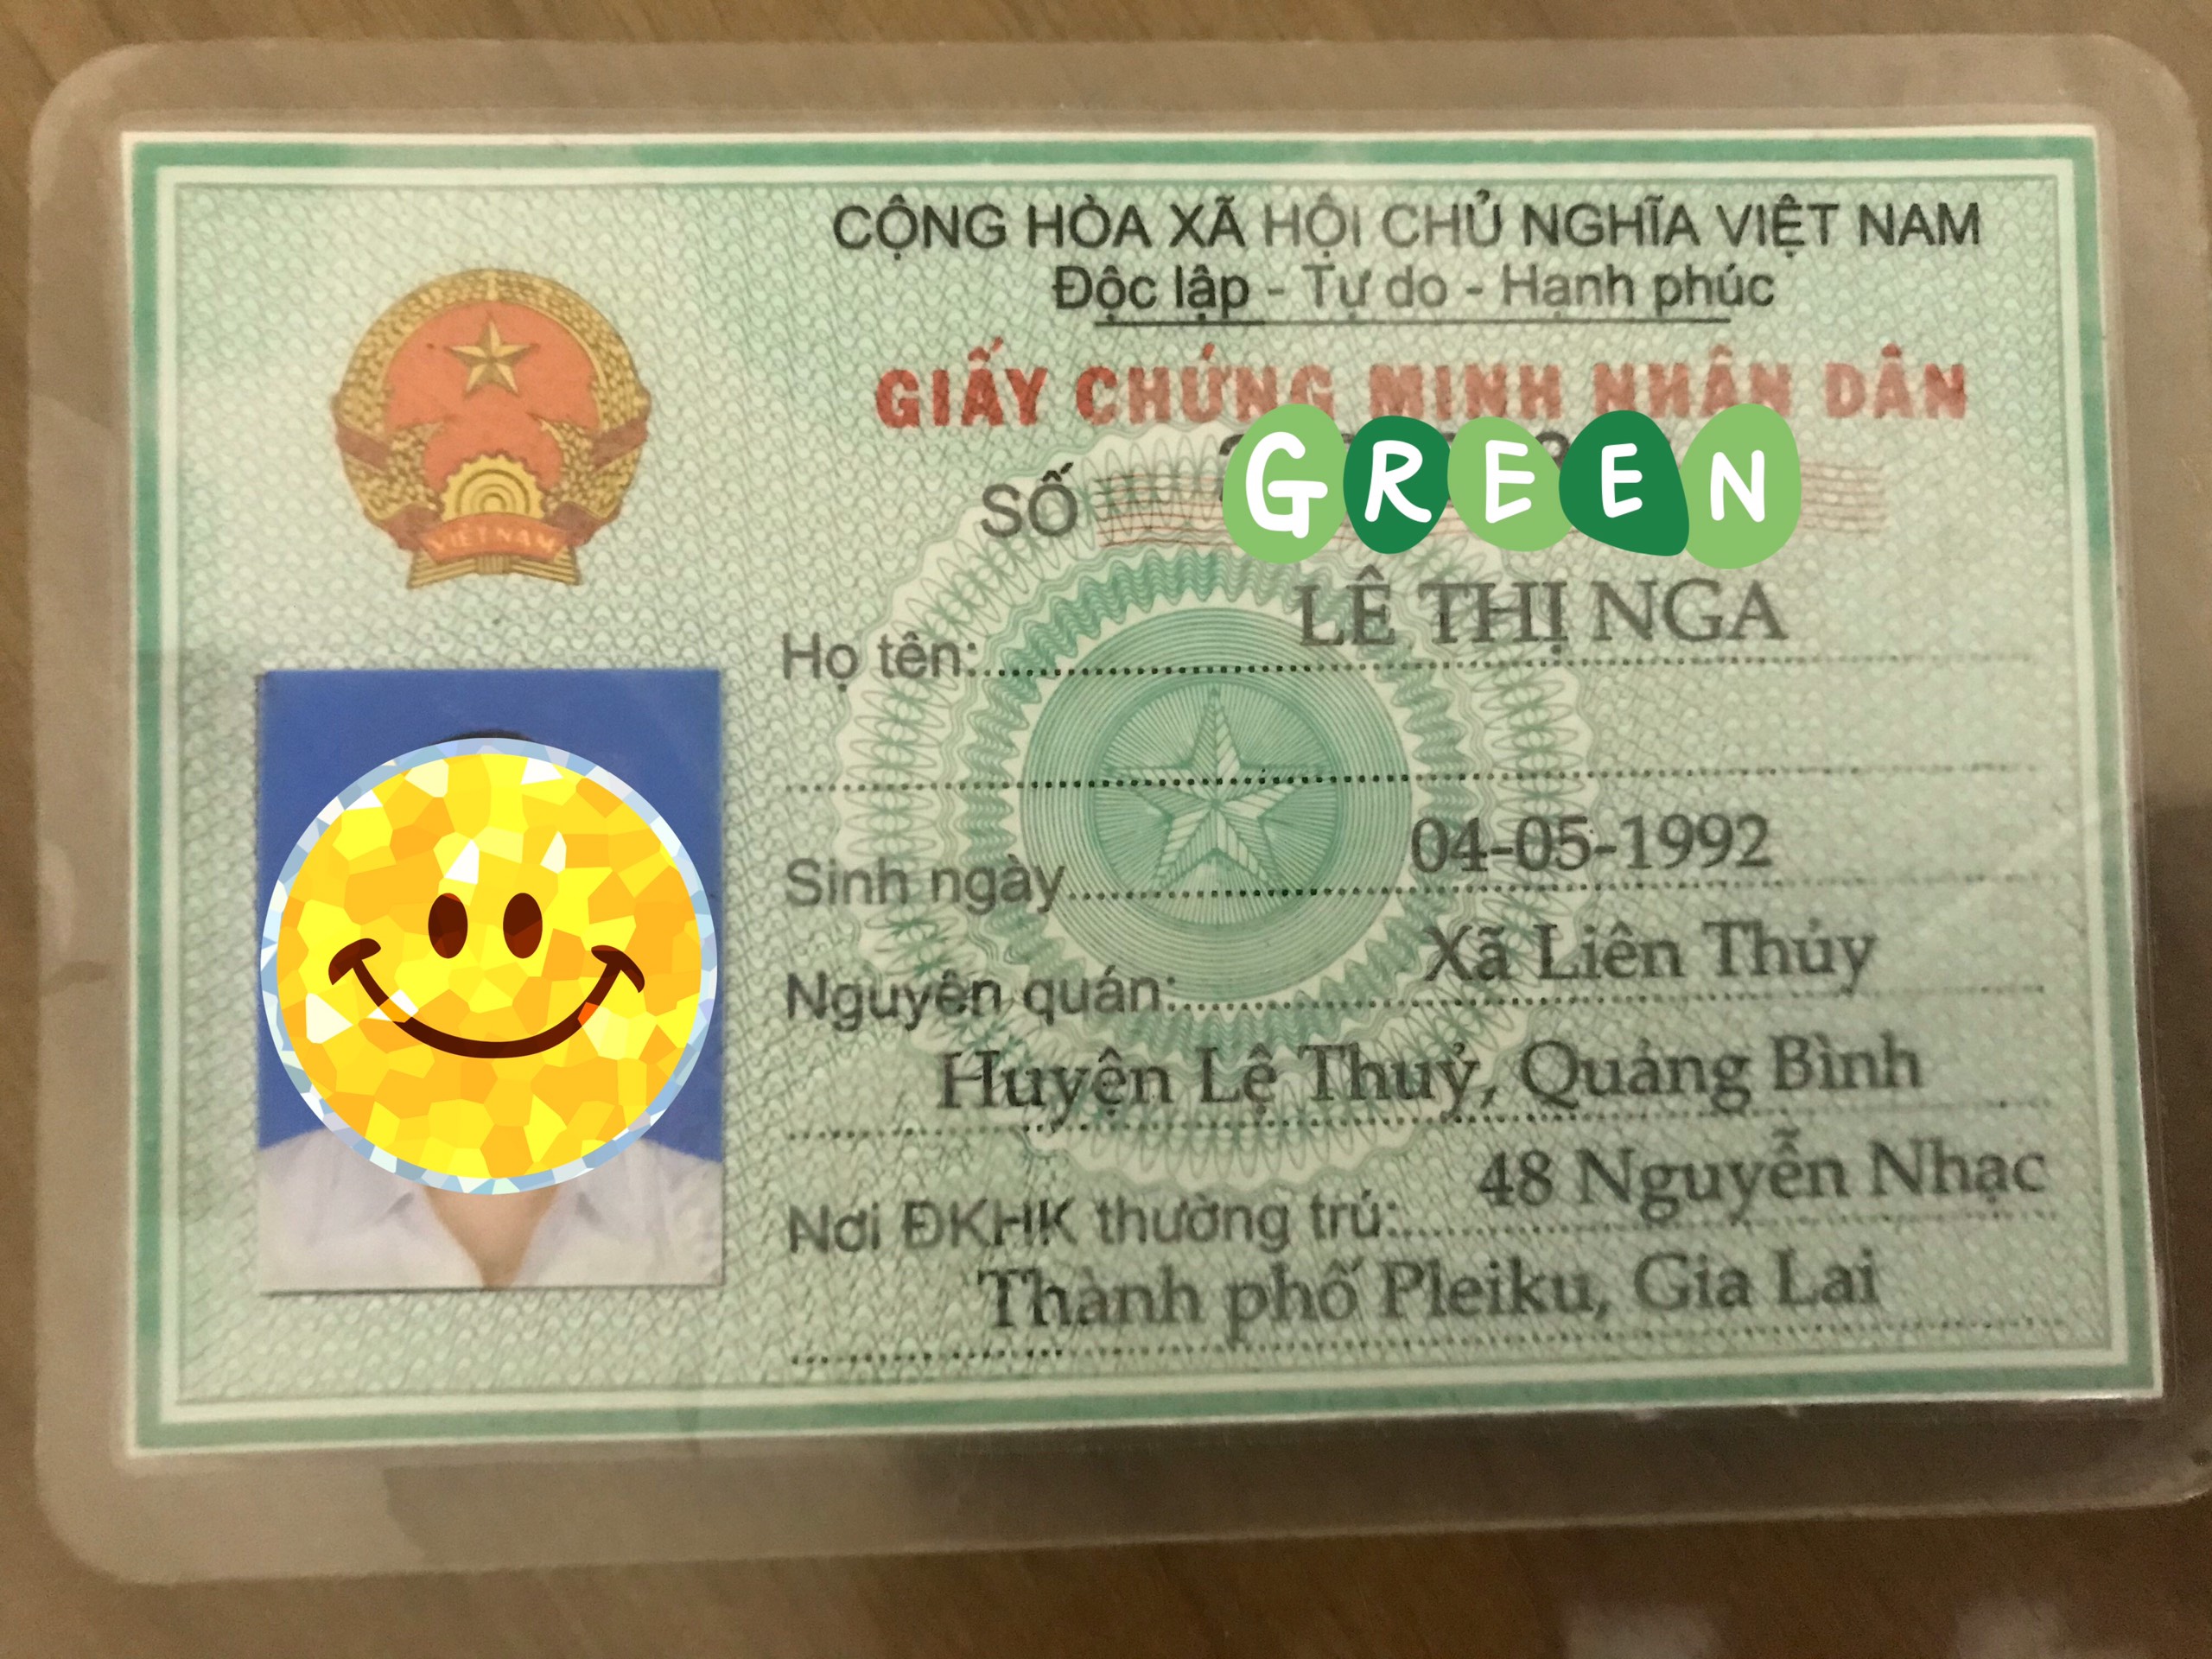 CỘNG HÒA XÃ HỘI CHỦ NGHĨA VIỆT NAM
Độc lập - Tự do - Hạnh phúc
GIẤY CHỨNG MINH NHÂN DÂN
SỐ GREEN
Họ tên: LÊ THỊ NGA
Sinh ngày 04-05-1992
Nguyên quán: Xã Liên Thủy
Huyện Lệ Thuỷ, Quảng Bình
Nơi ĐKHK thường trú: 48 Nguyễn Nhạc
Thành phố Pleiku, Gia Lai
VIỆT NAM